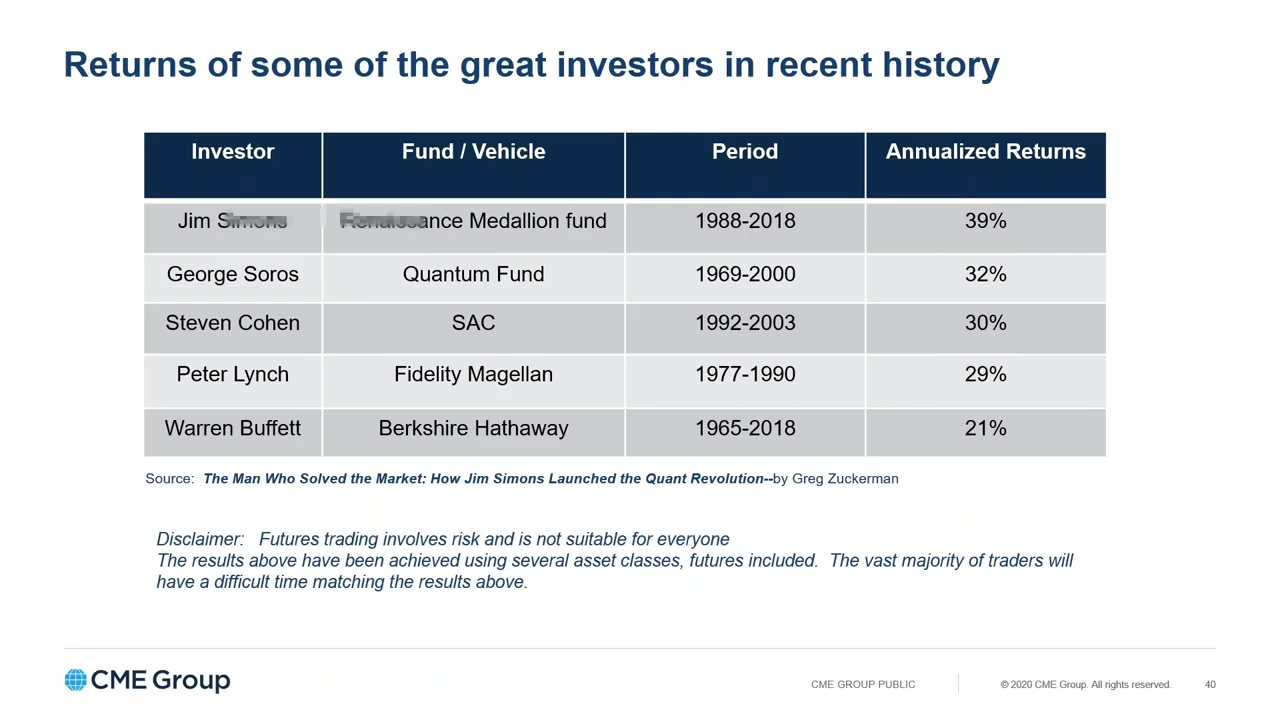 Returns of some of the great investors in recent history
Investor Fund / Vehicle Period Annualized Returns
Jim Medallion fund 1988-2018 39%
George Soros Quantum Fund 1969-2000 32%
Steven Cohen SAC 1992-2003 30%
Peter Lynch Fidelity Magellan 1977-1990 29%
Warren Buffett Berkshire Hathaway 1965-2018 21%
Source: The Man Who Solved the Market: How Jim Simons Launched the Quant Revolution--by Greg Zuckerman
Disclaimer: Futures trading involves risk and is not suitable for everyone
The results above have been achieved using several asset classes, futures included. The vast majority of traders will
have a difficult time matching the results above.
CME Group
CME GROUP PUBLIC
© 2020 CME Group. All rights reserved.
40